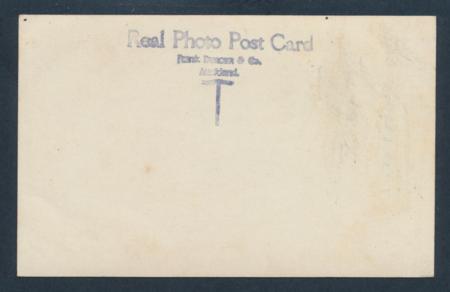 Real Photo Post Card
Frank Duncan & Co.
Auckland.